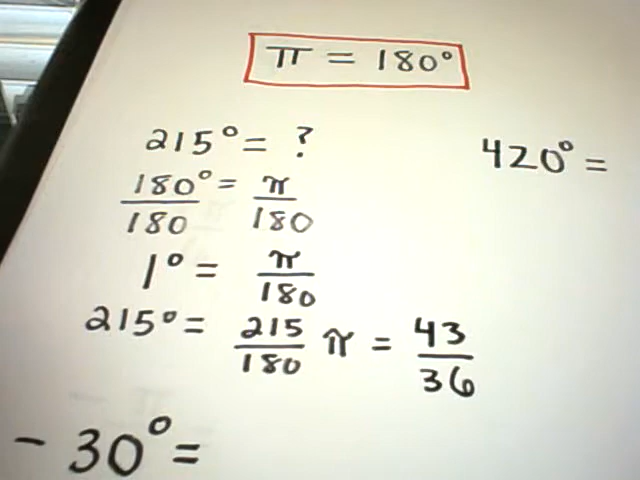 π = 180°
215° = ?
420° =
180°/180 = π/180
1° = π/180
215° = 215/180 π = 43/36
- 30° =